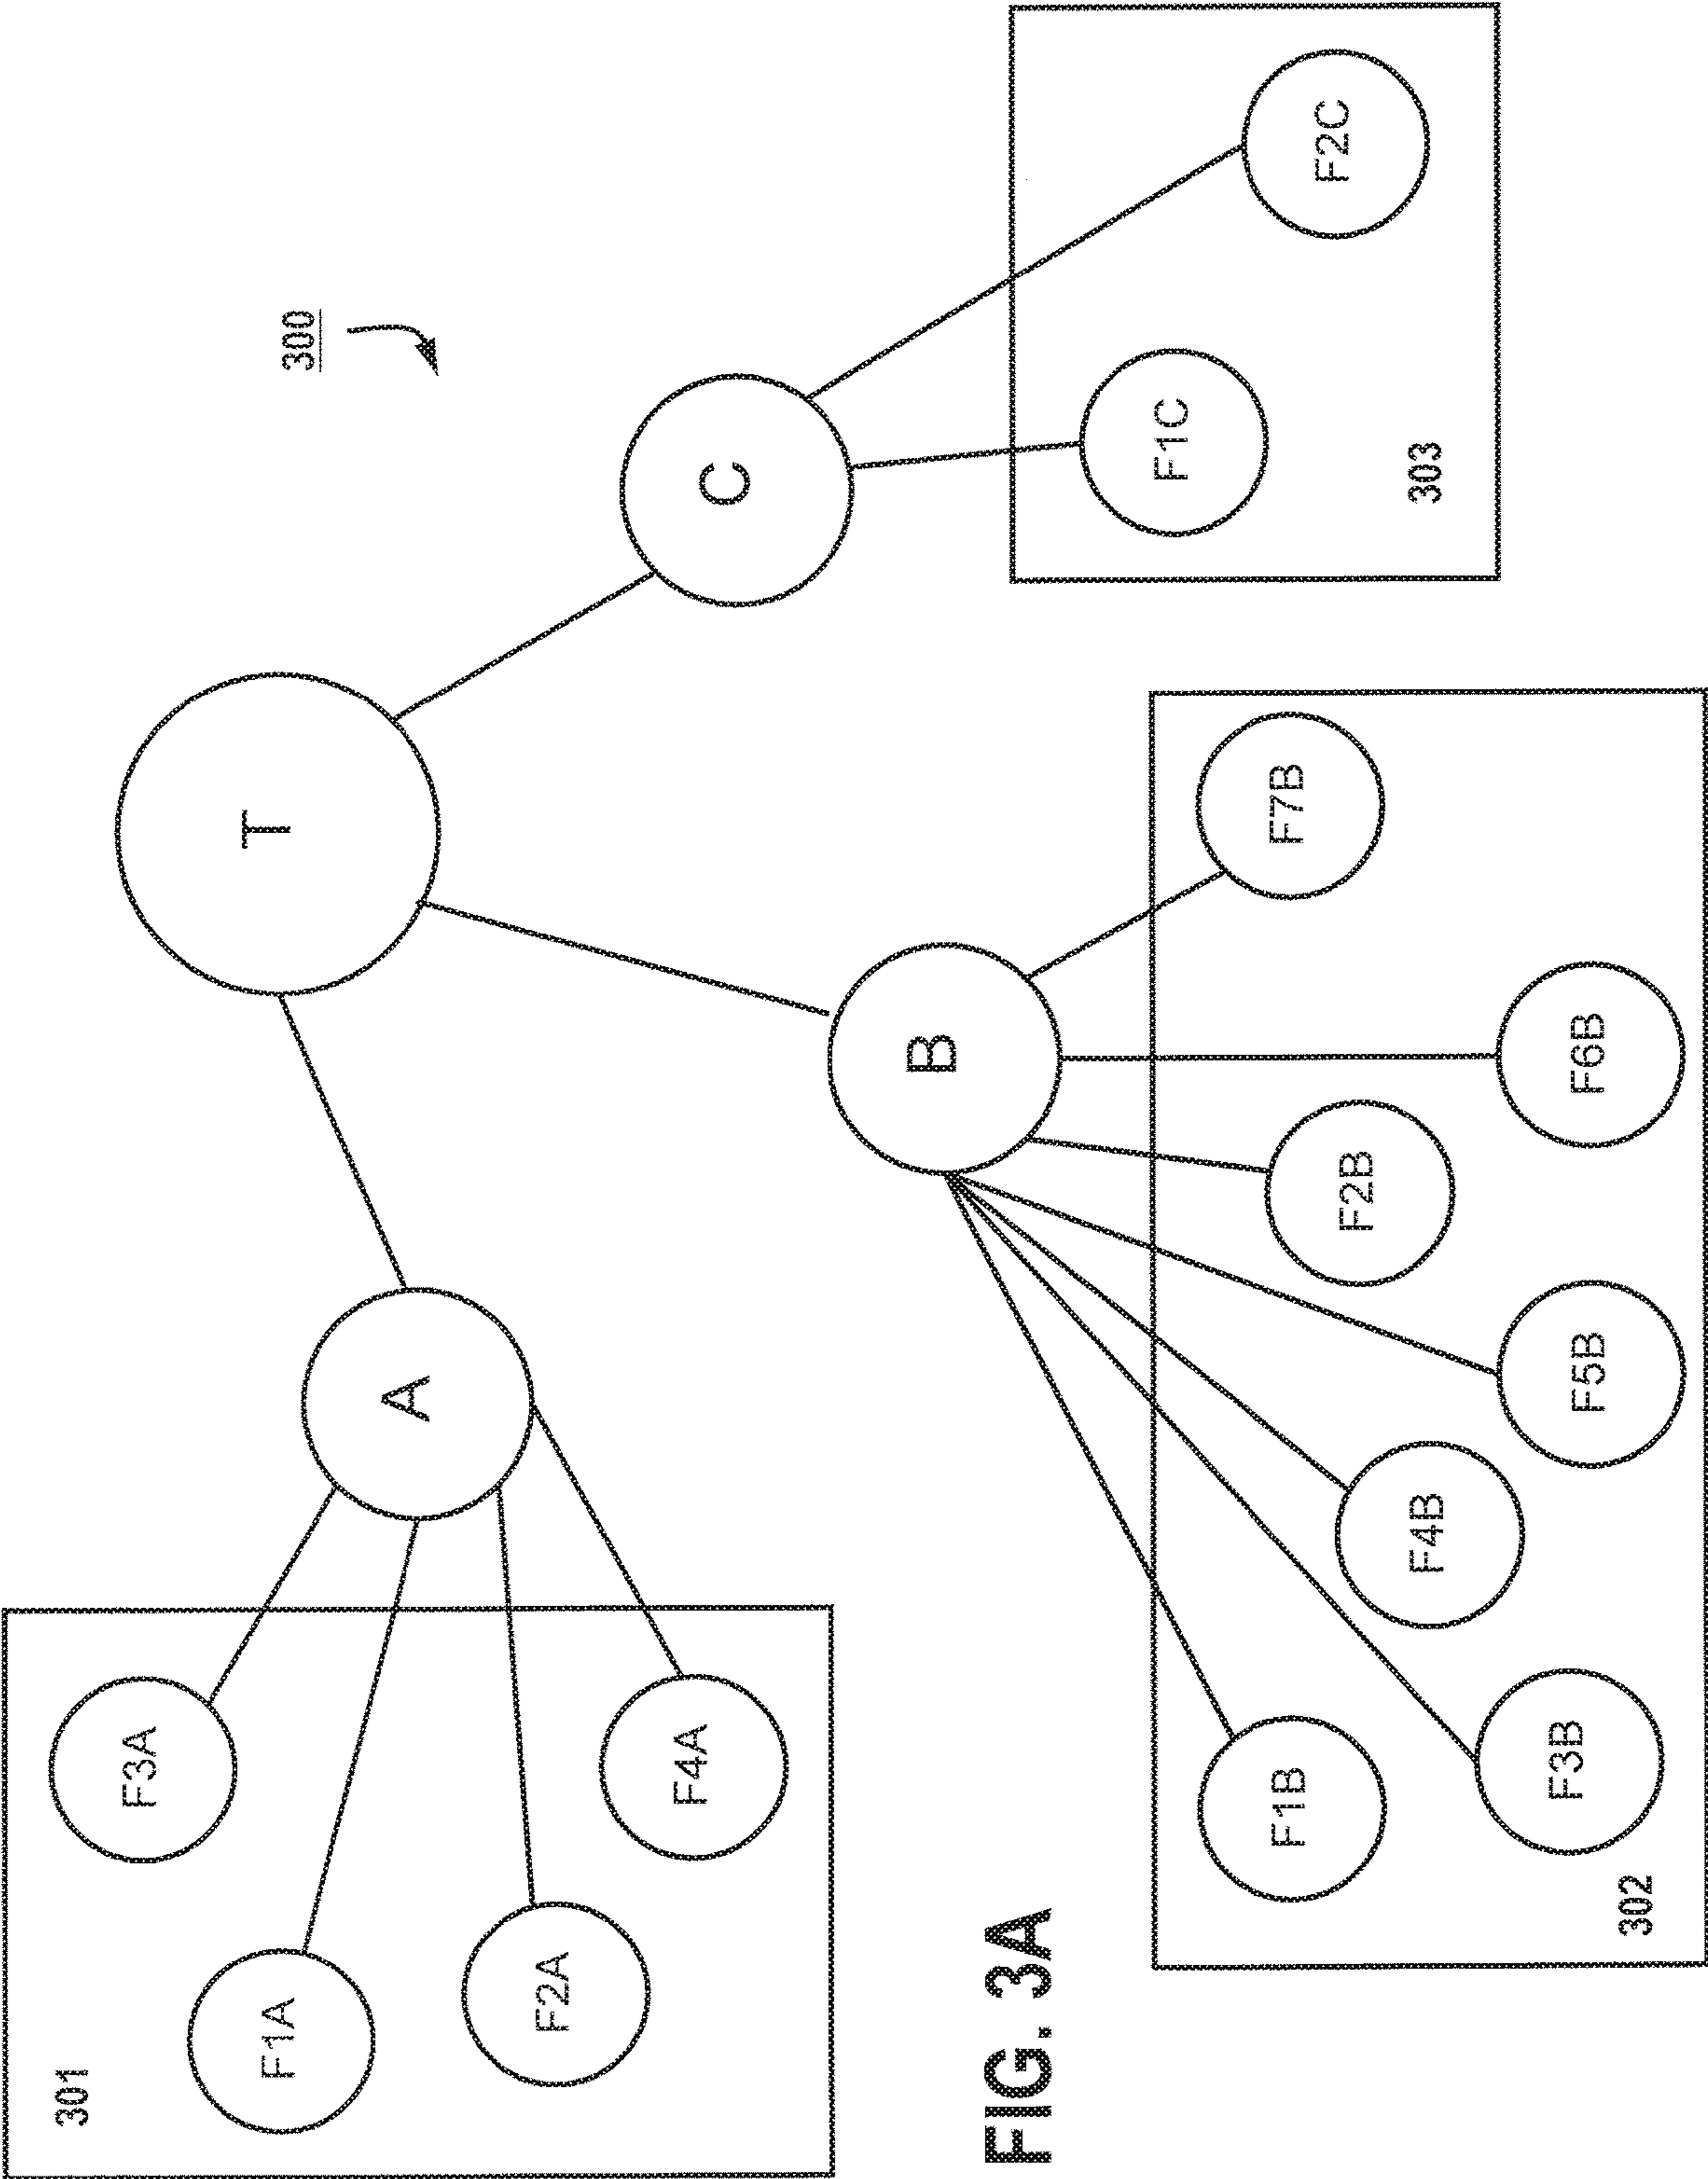 300
T
A
B
C
301
F3A
F1A
F2A
F4A
302
F1B
F3B
F4B
F5B
F2B
F6B
F7B
303
F1C
F2C
FIG. 3A